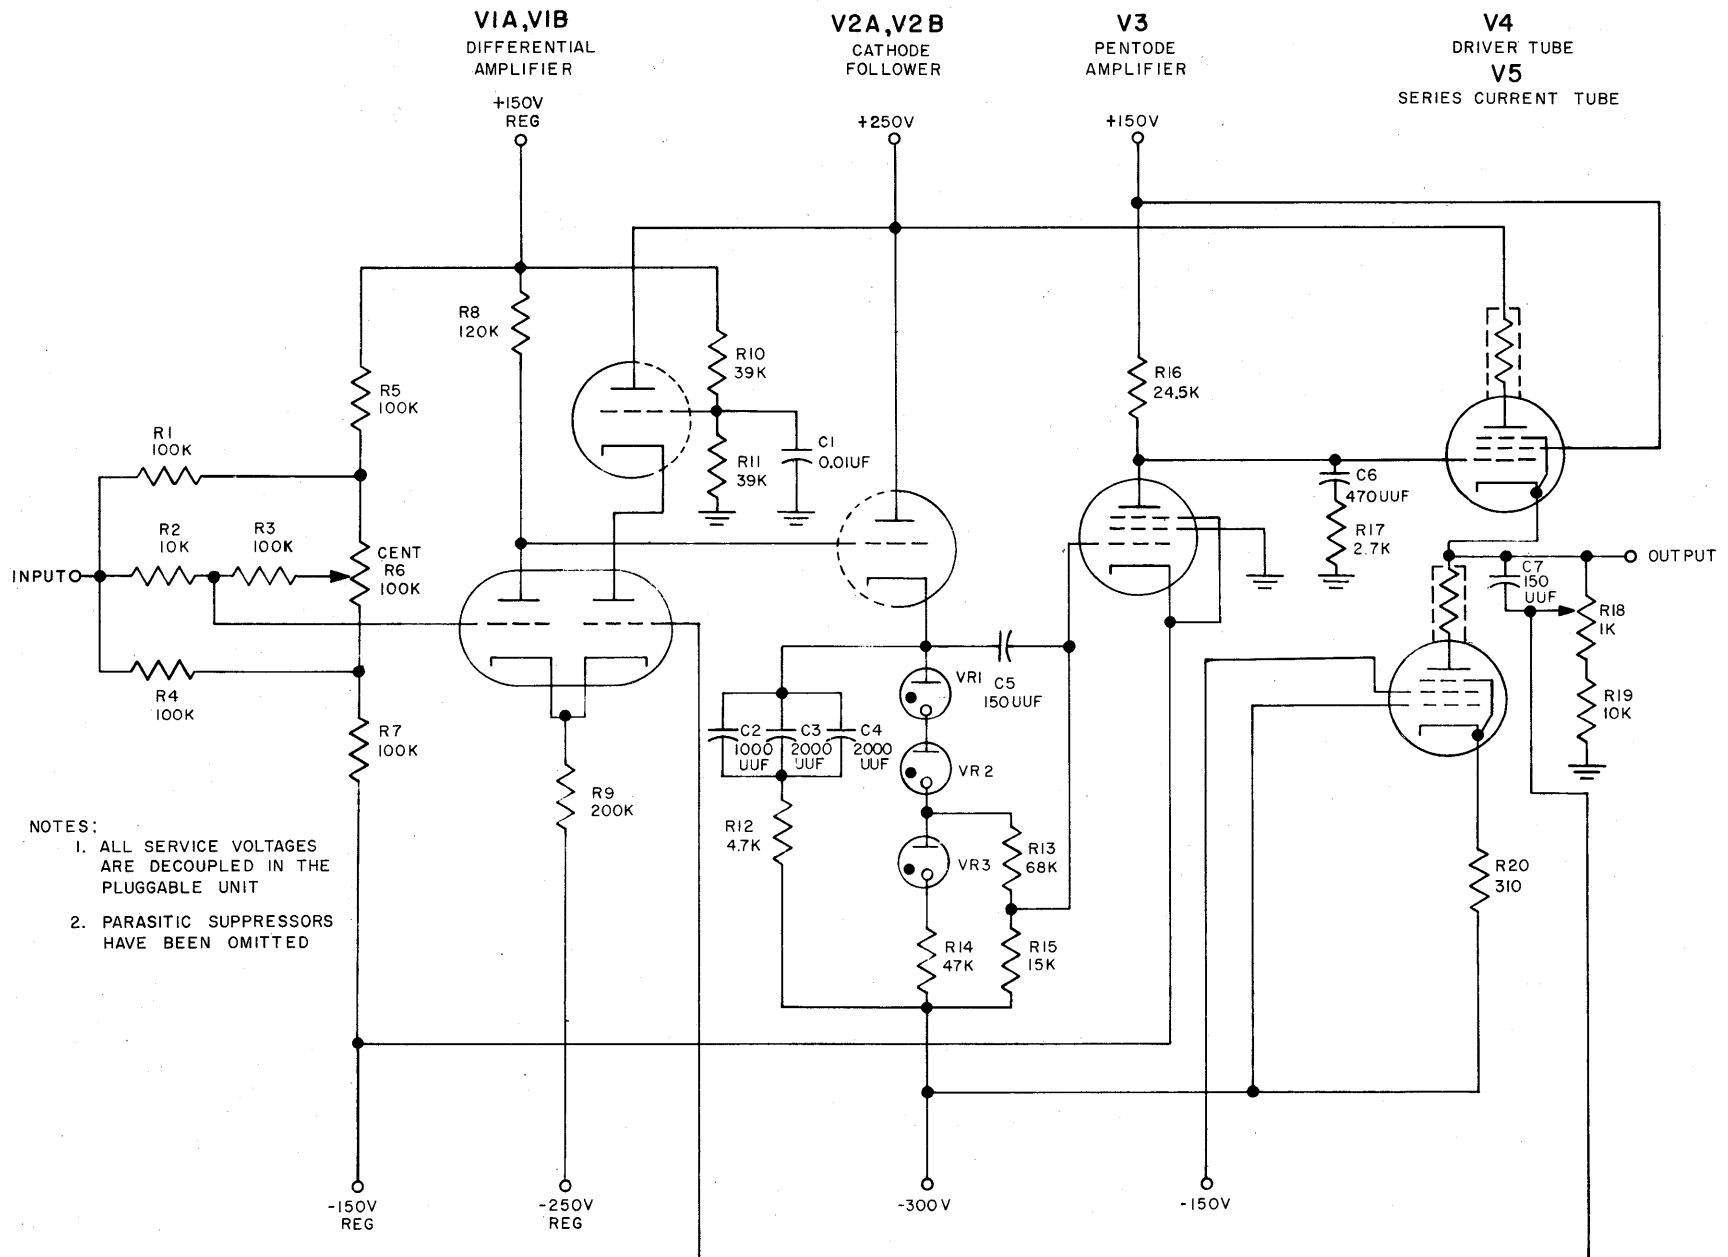 V1A,V1B
DIFFERENTIAL
AMPLIFIER
V2A,V2B
CATHODE
FOLLOWER
V3
PENTODE
AMPLIFIER
V4
DRIVER TUBE
V5
SERIES CURRENT TUBE
+150V
REG
+250V
+150V
R8
120K
R10
39K
R5
100K
R16
24.5K
R1
100K
C1
0.01UF
R11
39K
C6
470UUF
R2
10K
R3
100K
R17
2.7K
CENT
R6
100K
INPUT
OUTPUT
C7
150
UUF
R18
1K
R4
100K
VR1
C5
150UUF
R19
10K
R7
100K
C2
1000
UUF
C3
2000
UUF
C4
2000
UUF
VR2
R9
200K
R12
4.7K
VR3
R13
68K
R20
310
NOTES:
1. ALL SERVICE VOLTAGES
ARE DECOUPLED IN THE
PLUGGABLE UNIT
2. PARASITIC SUPPRESSORS
HAVE BEEN OMITTED
R14
47K
R15
15K
-150V
REG
-250V
REG
-300V
-150V